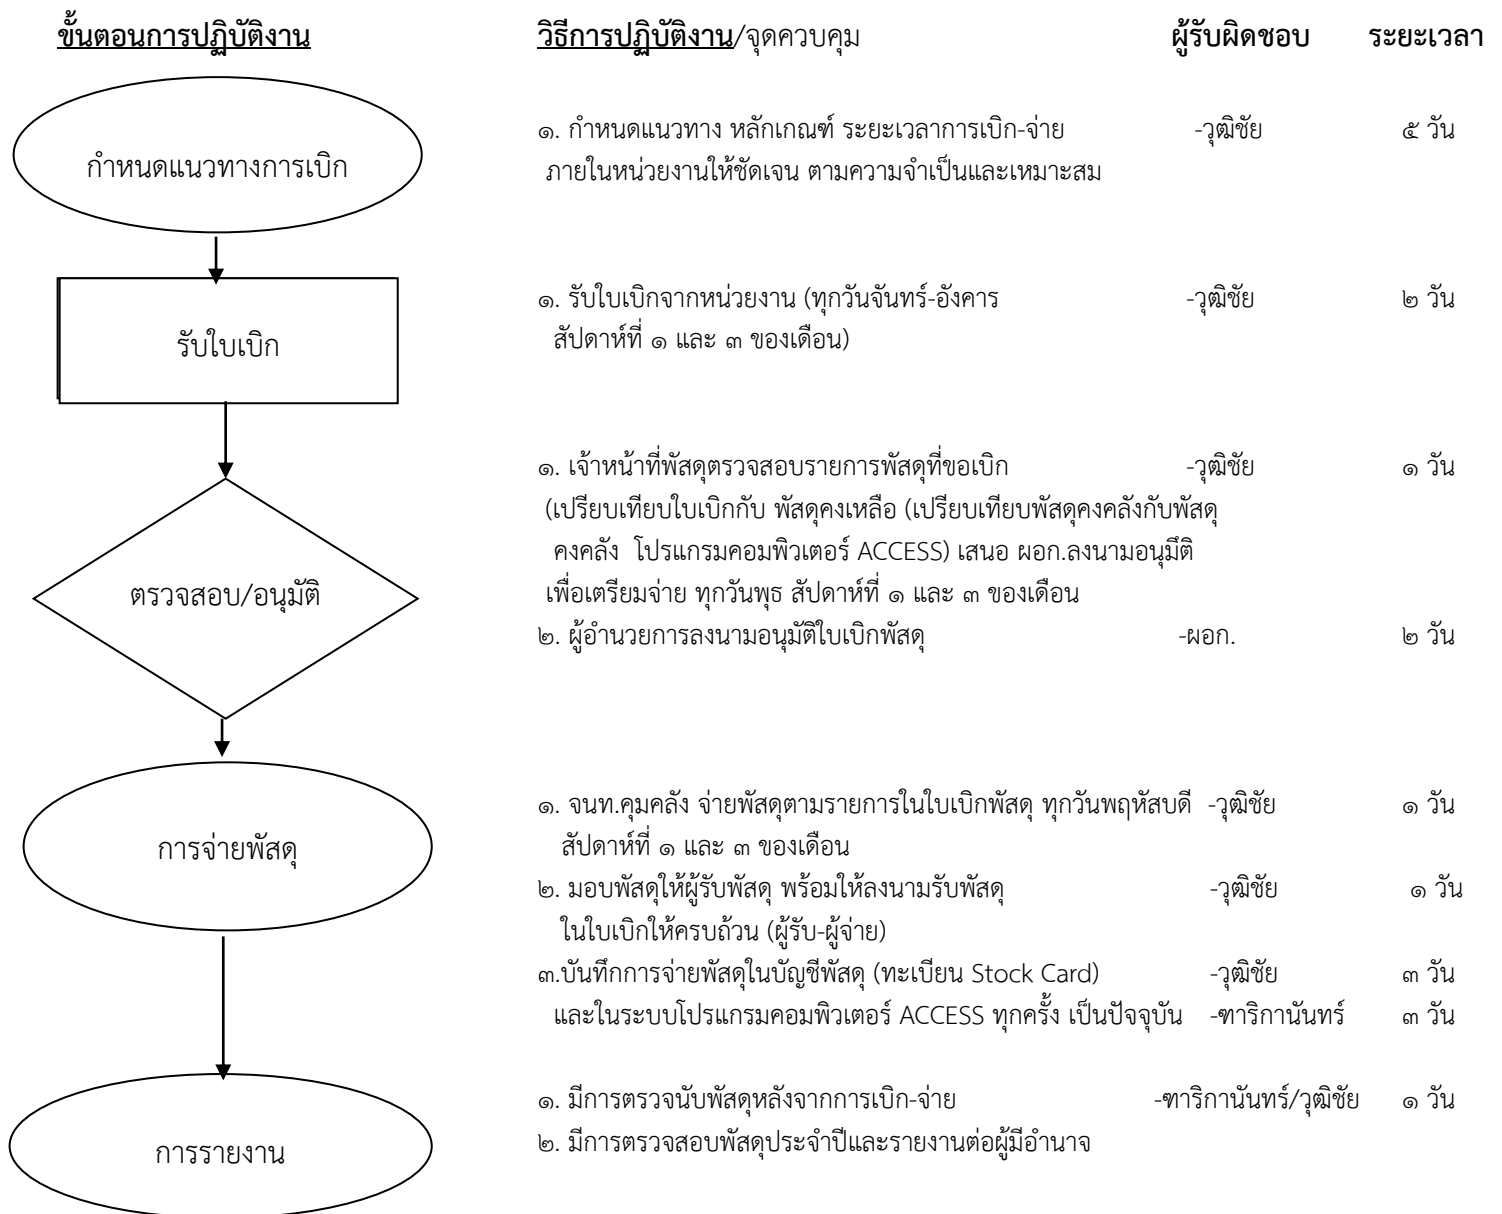 ขั้นตอนการปฏิบัติงาน วิธีการปฏิบัติงาน/จุดควบคุม ผู้รับผิดชอบ ระยะเวลา
กำหนดแนวทางการเบิก
๑. กำหนดแนวทาง หลักเกณฑ์ ระยะเวลาการเบิก-จ่าย -วุฒิชัย ๕ วัน
ภายในหน่วยงานให้ชัดเจน ตามความจำเป็นและเหมาะสม
รับใบเบิก
๑. รับใบเบิกจากหน่วยงาน (ทุกวันจันทร์-อังคาร -วุฒิชัย ๒ วัน
สัปดาห์ที่ ๑ และ ๓ ของเดือน)
ตรวจสอบ/อนุมัติ
๑. เจ้าหน้าที่พัสดุตรวจสอบรายการพัสดุที่ขอเบิก -วุฒิชัย ๑ วัน
(เปรียบเทียบใบเบิกกับ พัสดุคงเหลือ (เปรียบเทียบพัสดุคงคลังกับพัสดุ
คงคลัง โปรแกรมคอมพิวเตอร์ ACCESS) เสนอ ผอก.ลงนามอนุมึติ
เพื่อเตรียมจ่าย ทุกวันพุธ สัปดาห์ที่ ๑ และ ๓ ของเดือน
๒. ผู้อำนวยการลงนามอนุมัติใบเบิกพัสดุ -ผอก. ๒ วัน
การจ่ายพัสดุ
๑. จนท.คุมคลัง จ่ายพัสดุตามรายการในใบเบิกพัสดุ ทุกวันพฤหัสบดี -วุฒิชัย ๑ วัน
สัปดาห์ที่ ๑ และ ๓ ของเดือน
๒. มอบพัสดุให้ผู้รับพัสดุ พร้อมให้ลงนามรับพัสดุ -วุฒิชัย ๑ วัน
ในใบเบิกให้ครบถ้วน (ผู้รับ-ผู้จ่าย)
๓.บันทึกการจ่ายพัสดุในบัญชีพัสดุ (ทะเบียน Stock Card) -วุฒิชัย ๓ วัน
และในระบบโปรแกรมคอมพิวเตอร์ ACCESS ทุกครั้ง เป็นปัจจุบัน -ฑาริกานันทร์ ๓ วัน
การรายงาน
๑. มีการตรวจนับพัสดุหลังจากการเบิก-จ่าย -ฑาริกานันทร์/วุฒิชัย ๑ วัน
๒. มีการตรวจสอบพัสดุประจำปีและรายงานต่อผู้มีอำนาจ